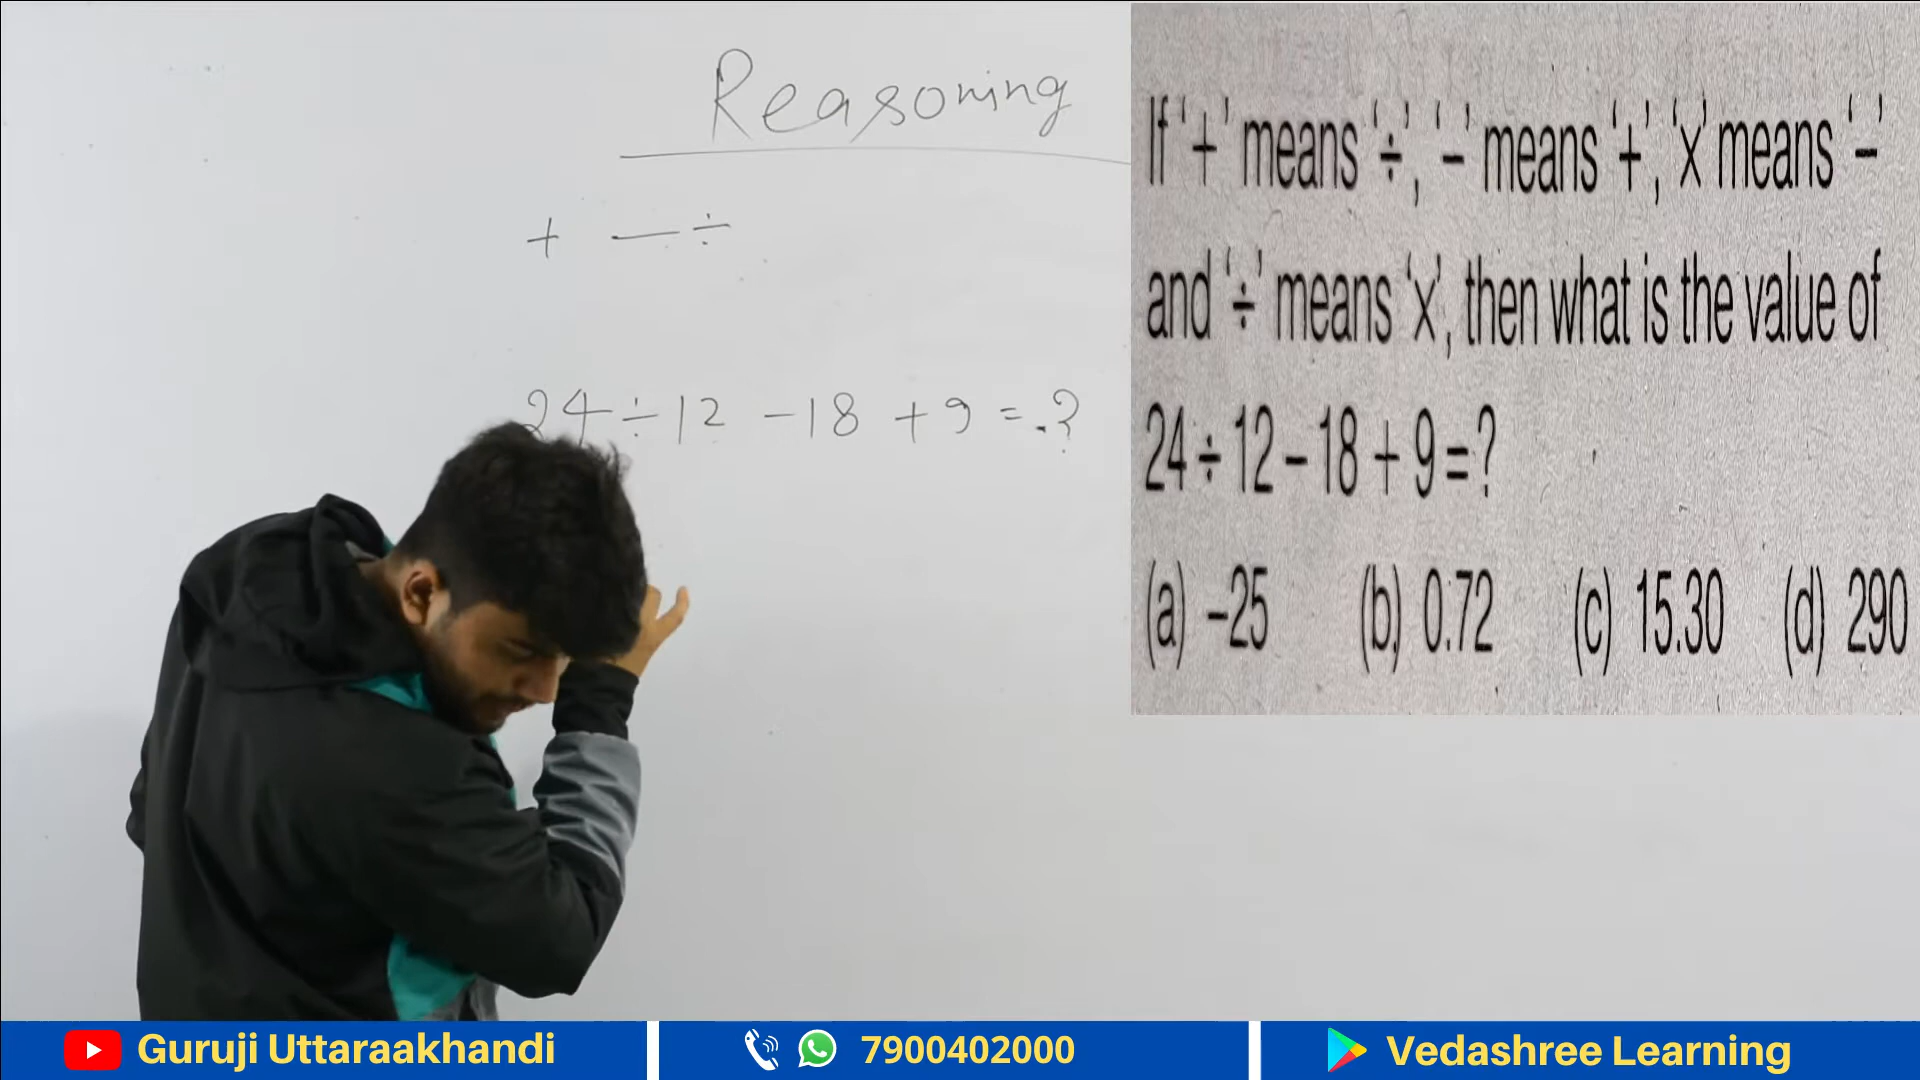 Reasoning
+ — ÷
24 ÷ 12 - 18 + 9 = ?
If ‘+’ means ‘÷’, ‘–’ means ‘+’, ‘x’ means ‘–’
and ‘÷’ means ‘x’, then what is the value of
24 ÷ 12 – 18 + 9 = ?
(a) –25 (b) 0.72 (c) 15.30 (d) 290
Guruji Uttaraakhandi
7900402000
Vedashree Learning